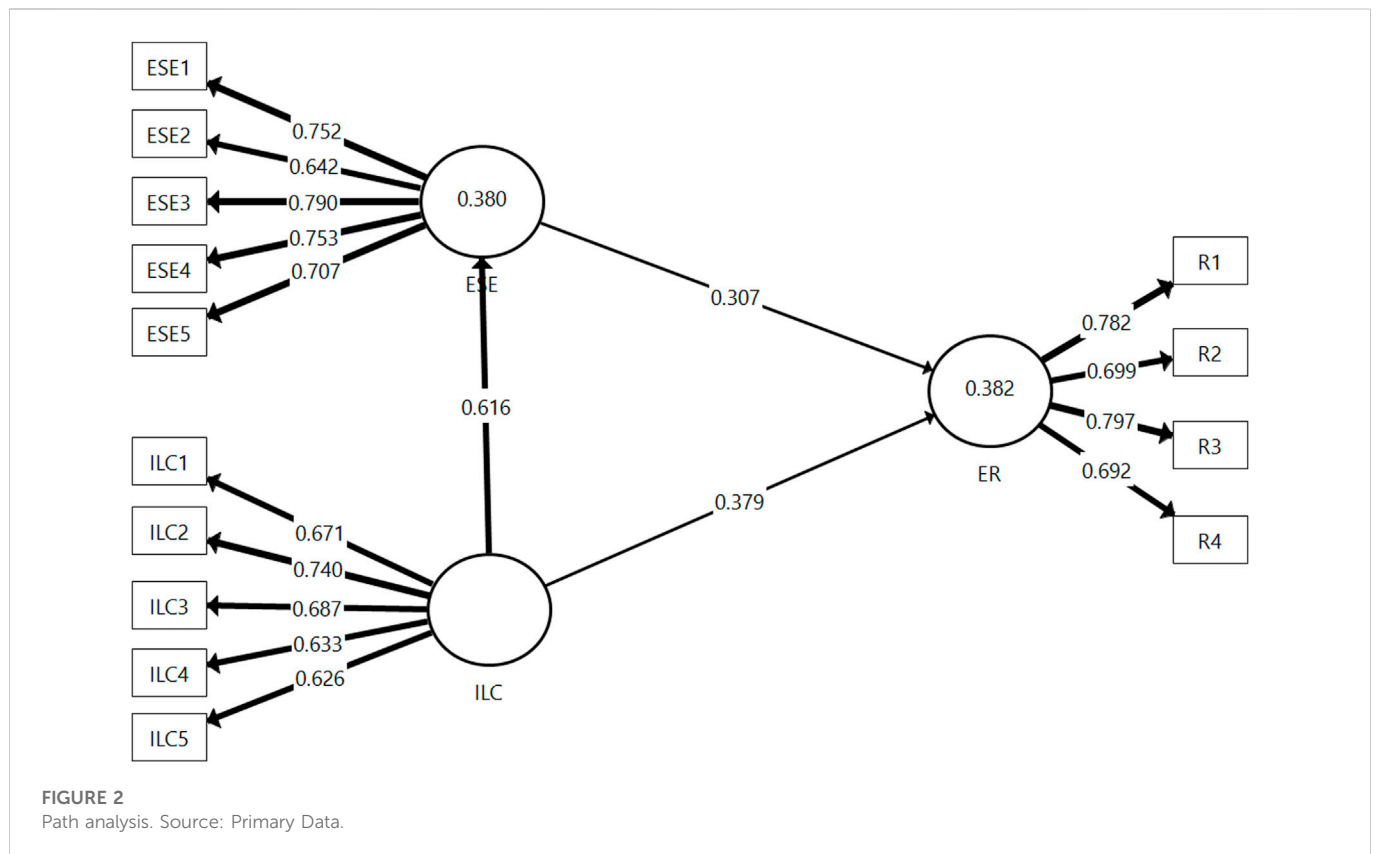 ESE1
ESE2
ESE3
ESE4
ESE5
0.752
0.642
0.790
0.753
0.707
0.380
ESE
0.616
0.307
0.379
0.382
ER
R1
R2
R3
R4
0.782
0.699
0.797
0.692
ILC1
ILC2
ILC3
ILC4
ILC5
0.671
0.740
0.687
0.633
0.626
ILC
FIGURE 2
Path analysis. Source: Primary Data.